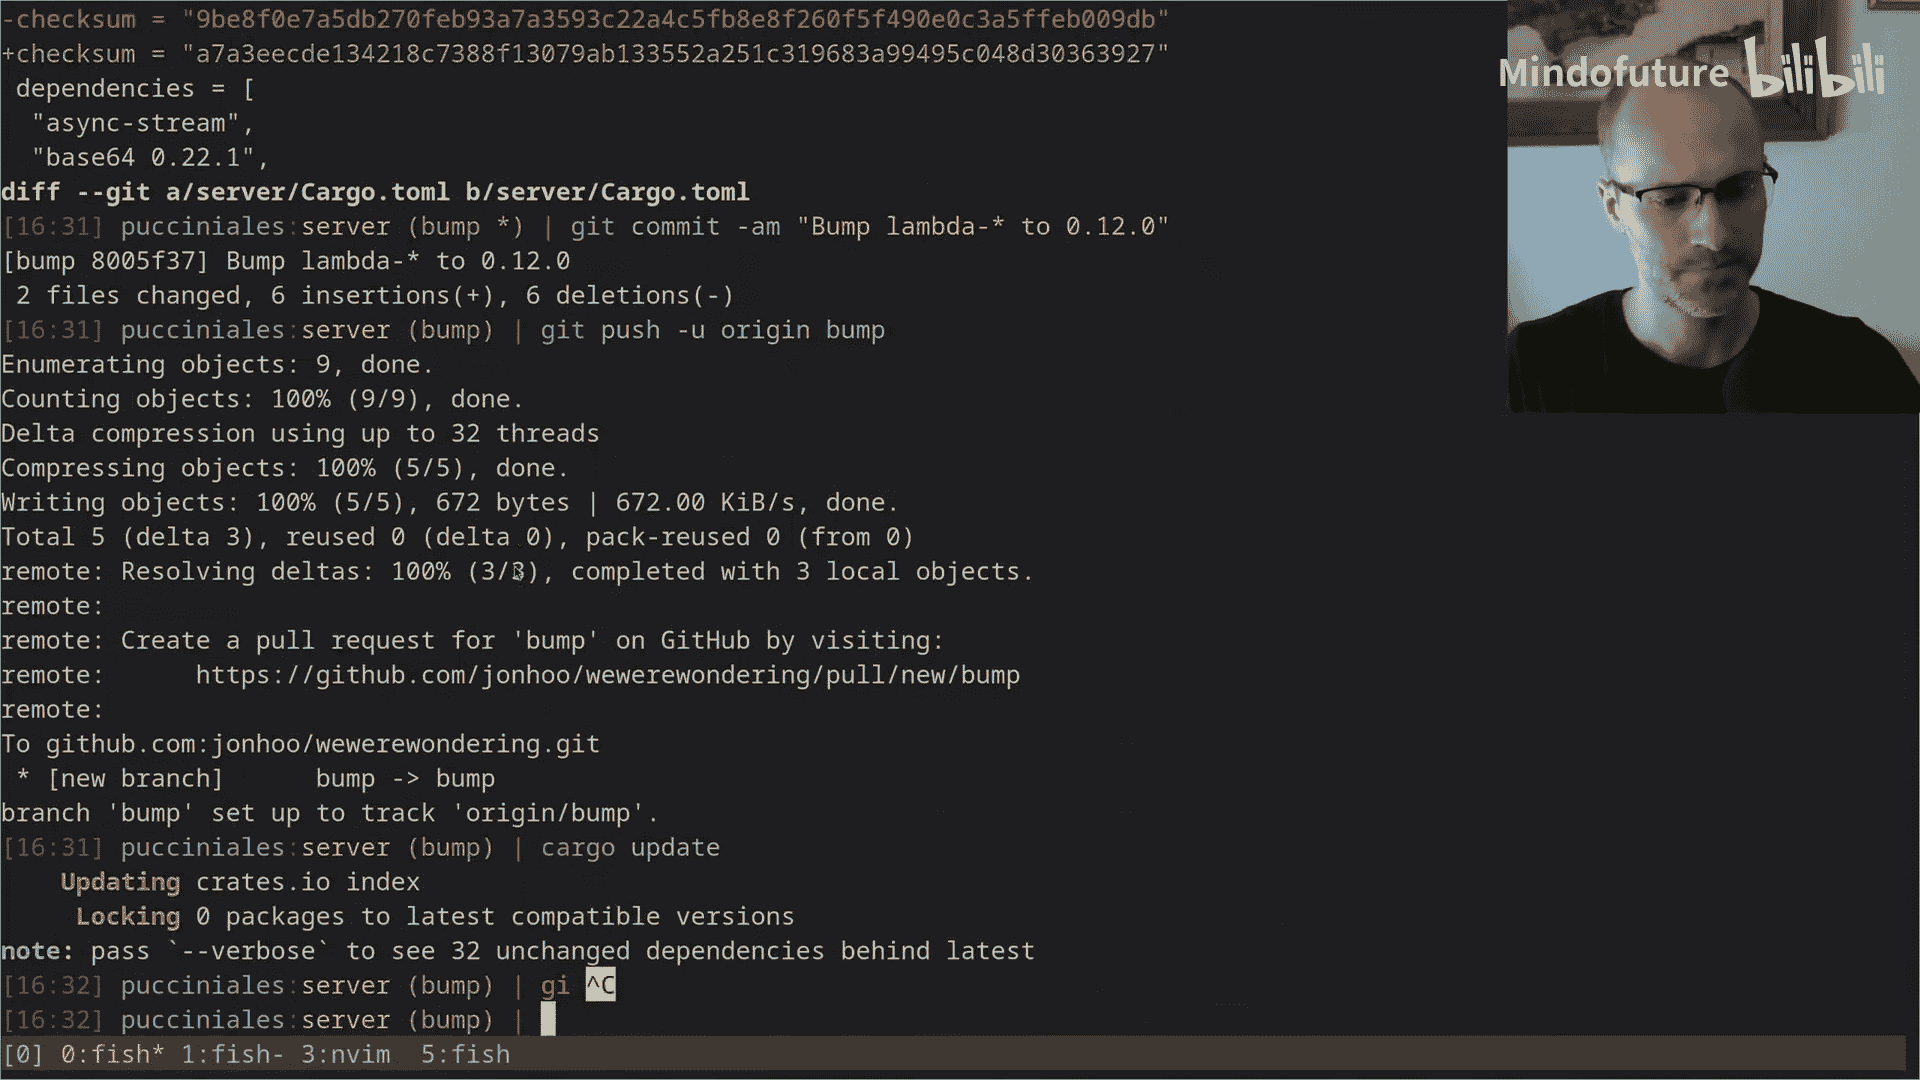 -checksum = "9be8f0e7a5db270feb93a7a3593c22a4c5fb8e8f260f5f490e0c3a5ffeb009db"
+checksum = "a7a3eecde134218c7388f13079ab133552a251c319683a99495c048d30363927"
 dependencies = [
  "async-stream",
  "base64 0.22.1",
diff --git a/server/Cargo.toml b/server/Cargo.toml
[16:31] pucciniales:server (bump *) | git commit -am "Bump lambda-* to 0.12.0"
[bump 8005f37] Bump lambda-* to 0.12.0
 2 files changed, 6 insertions(+), 6 deletions(-)
[16:31] pucciniales:server (bump) | git push -u origin bump
Enumerating objects: 9, done.
Counting objects: 100% (9/9), done.
Delta compression using up to 32 threads
Compressing objects: 100% (5/5), done.
Writing objects: 100% (5/5), 672 bytes | 672.00 KiB/s, done.
Total 5 (delta 3), reused 0 (delta 0), pack-reused 0 (from 0)
remote: Resolving deltas: 100% (3/3), completed with 3 local objects.
remote:
remote: Create a pull request for 'bump' on GitHub by visiting:
remote:      https://github.com/jonhoo/wewerewondering/pull/new/bump
remote:
To github.com:jonhoo/wewerewondering.git
 * [new branch]      bump -> bump
branch 'bump' set up to track 'origin/bump'.
[16:31] pucciniales:server (bump) | cargo update
    Updating crates.io index
     Locking 0 packages to latest compatible versions
note: pass `--verbose` to see 32 unchanged dependencies behind latest
[16:32] pucciniales:server (bump) | gi ^C
[16:32] pucciniales:server (bump) |
[0] 0:fish* 1:fish- 3:nvim  5:fish
Mindofuture bilibili